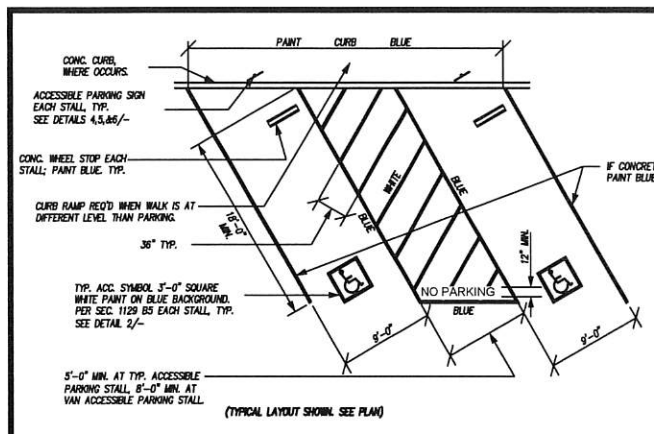 PAINT CURB BLUE
CONC. CURB,
WHERE OCCURS.
ACCESSIBLE PARKING SIGN
EACH STALL, TYP.
SEE DETAILS 4,5,&6/-
CONC. WHEEL STOP EACH
STALL; PAINT BLUE. TYP.
CURB RAMP REQ'D WHEN WALK IS AT
DIFFERENT LEVEL THAN PARKING.
18'-0"
MIN.
36" TYP.
BLUE
WHITE
BLUE
IF CONCRETE
PAINT BLUE
12" MIN.
TYP. ACC. SYMBOL 3'-0" SQUARE
WHITE PAINT ON BLUE BACKGROUND.
PER SEC. 1129 B5 EACH STALL, TYP.
SEE DETAIL 2/-
NO PARKING
BLUE
9'-0"
9'-0"
5'-0" MIN. AT TYP. ACCESSIBLE
PARKING STALL, 8'-0" MIN. AT
VAN ACCESSIBLE PARKING STALL.
(TYPICAL LAYOUT SHOWN. SEE PLAN)